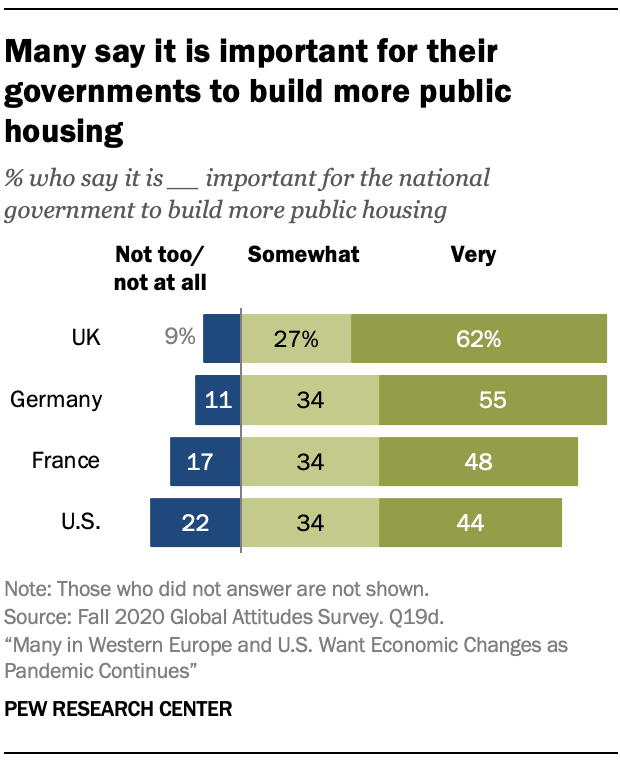 Many say it is important for their
governments to build more public
housing
% who say it is __ important for the national
government to build more public housing
Not too/
not at all
Somewhat
Very
UK 9% 27% 62%
Germany 11 34 55
France 17 34 48
U.S. 22 34 44
Note: Those who did not answer are not shown.
Source: Fall 2020 Global Attitudes Survey. Q19d.
“Many in Western Europe and U.S. Want Economic Changes as
Pandemic Continues”
PEW RESEARCH CENTER